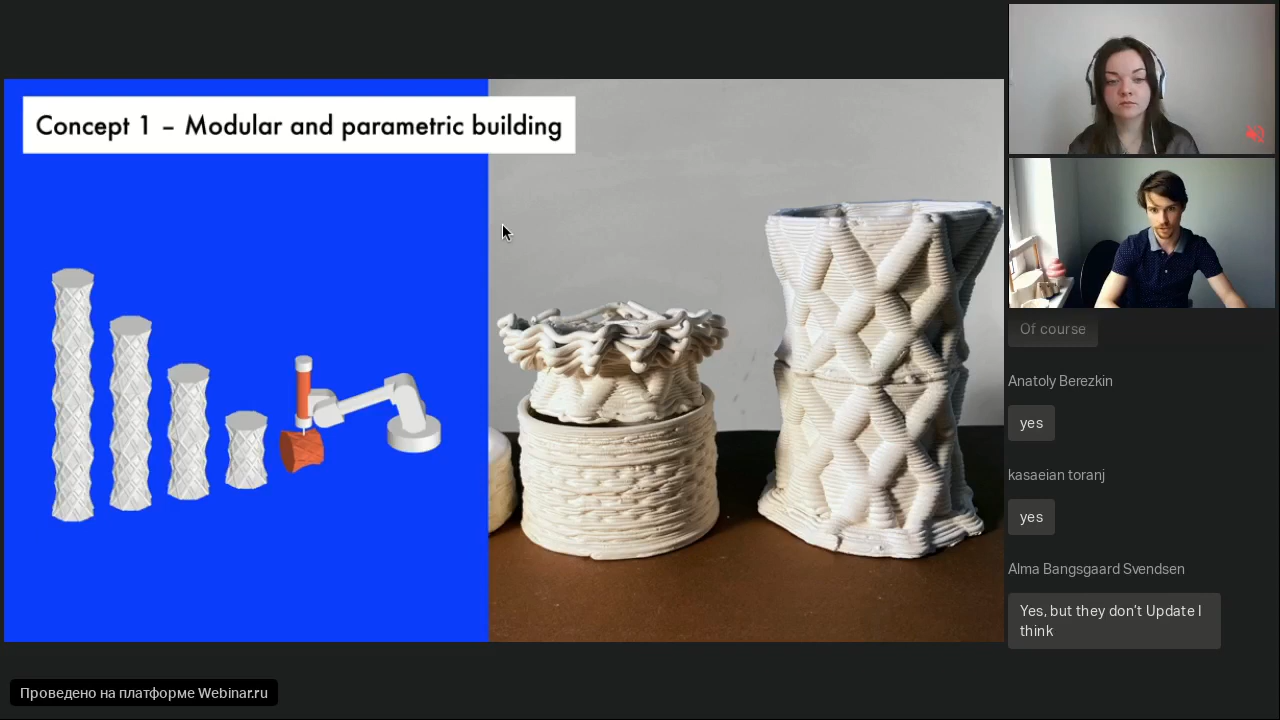 Concept 1 – Modular and parametric building
Of course
Anatoly Berezkin
yes
kasaeian toranj
yes
Alma Bangsgaard Svendsen
Yes, but they don't Update I
think
Проведено на платформе Webinar.ru